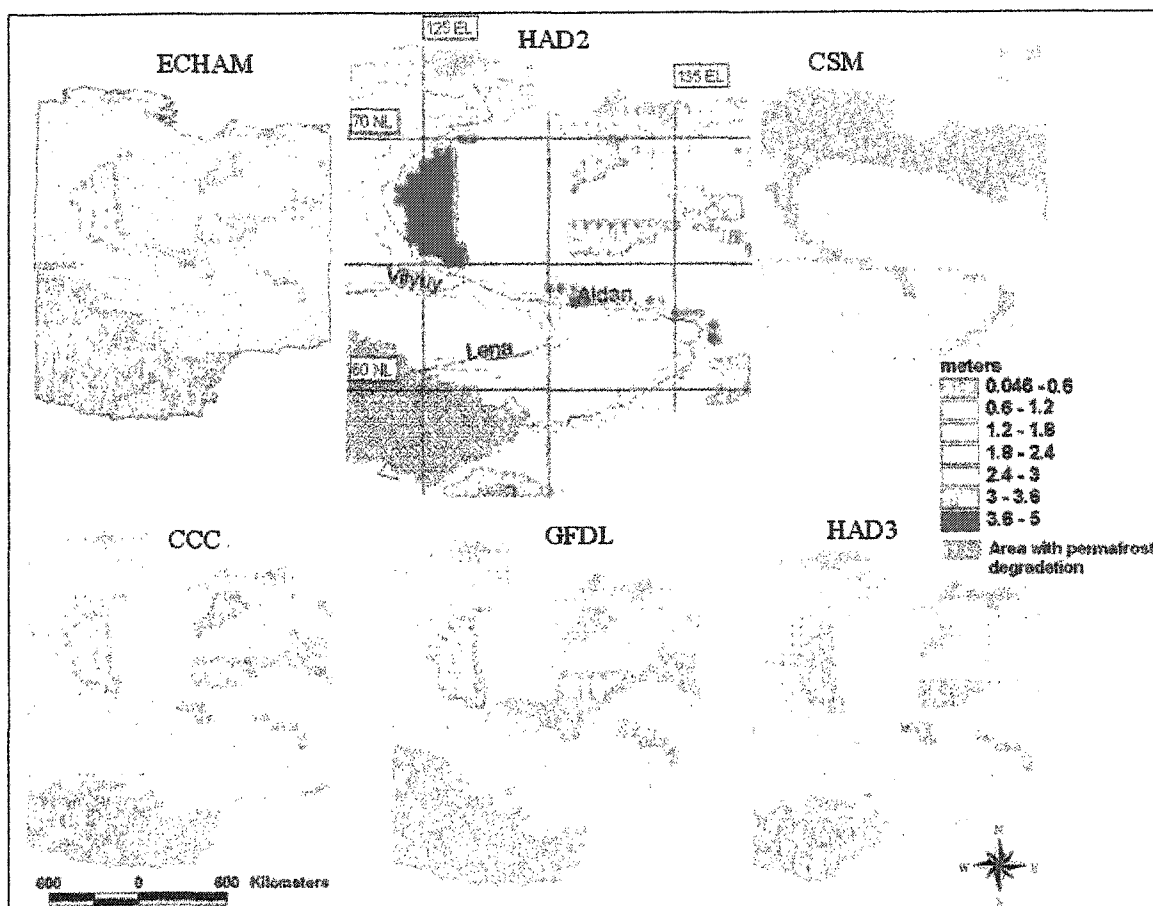 125 EL
HAD2
ECHAM
CSM
135 EL
70 NL
Vilyuy
Aldan
Lena
60 NL
meters
0.046 - 0.6
0.6 - 1.2
1.2 - 1.8
1.8 - 2.4
2.4 - 3
3 - 3.6
3.6 - 5
Area with permafrost
degradation
CCC
GFDL
HAD3
N
W E
S
600 0 600 Kilometers